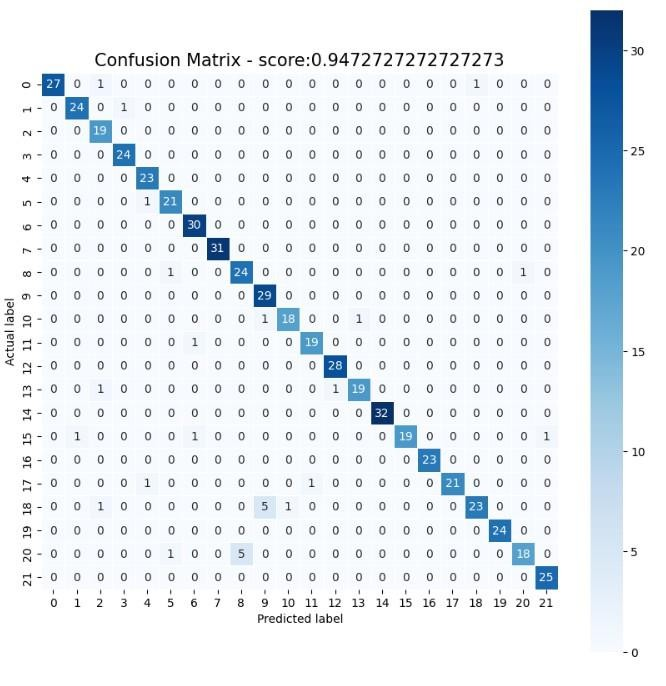 Confusion Matrix - score:0.9472727272727273
0 27 0 1 0 0 0 0 0 0 0 0 0 0 0 0 0 0 0 1 0 0 0
1 0 24 0 1 0 0 0 0 0 0 0 0 0 0 0 0 0 0 0 0 0 0
2 0 0 19 0 0 0 0 0 0 0 0 0 0 0 0 0 0 0 0 0 0 0
3 0 0 0 24 0 0 0 0 0 0 0 0 0 0 0 0 0 0 0 0 0 0
4 0 0 0 0 23 0 0 0 0 0 0 0 0 0 0 0 0 0 0 0 0 0
5 0 0 0 0 1 21 0 0 0 0 0 0 0 0 0 0 0 0 0 0 0 0
6 0 0 0 0 0 0 30 0 0 0 0 0 0 0 0 0 0 0 0 0 0 0
7 0 0 0 0 0 0 0 31 0 0 0 0 0 0 0 0 0 0 0 0 0 0
8 0 0 0 0 0 1 0 0 24 0 0 0 0 0 0 0 0 0 0 0 1 0
9 0 0 0 0 0 0 0 0 0 29 0 0 0 0 0 0 0 0 0 0 0 0
10 0 0 0 0 0 0 0 0 0 1 18 0 0 1 0 0 0 0 0 0 0 0
11 0 0 0 0 0 0 1 0 0 0 0 19 0 0 0 0 0 0 0 0 0 0
12 0 0 0 0 0 0 0 0 0 0 0 0 28 0 0 0 0 0 0 0 0 0
13 0 0 1 0 0 0 0 0 0 0 0 0 1 19 0 0 0 0 0 0 0 0
14 0 0 0 0 0 0 0 0 0 0 0 0 0 0 32 0 0 0 0 0 0 0
15 0 1 0 0 0 0 1 0 0 0 0 0 0 0 0 19 0 0 0 0 0 1
16 0 0 0 0 0 0 0 0 0 0 0 0 0 0 0 0 23 0 0 0 0 0
17 0 0 0 0 1 0 0 0 0 0 0 1 0 0 0 0 0 21 0 0 0 0
18 0 0 1 0 0 0 0 0 0 5 1 0 0 0 0 0 0 0 23 0 0 0
19 0 0 0 0 0 0 0 0 0 0 0 0 0 0 0 0 0 0 0 24 0 0
20 0 0 0 0 0 1 0 0 5 0 0 0 0 0 0 0 0 0 0 0 18 0
21 0 0 0 0 0 0 0 0 0 0 0 0 0 0 0 0 0 0 0 0 0 25
0 1 2 3 4 5 6 7 8 9 10 11 12 13 14 15 16 17 18 19 20 21
Actual label
Predicted label
30
25
20
15
10
5
0